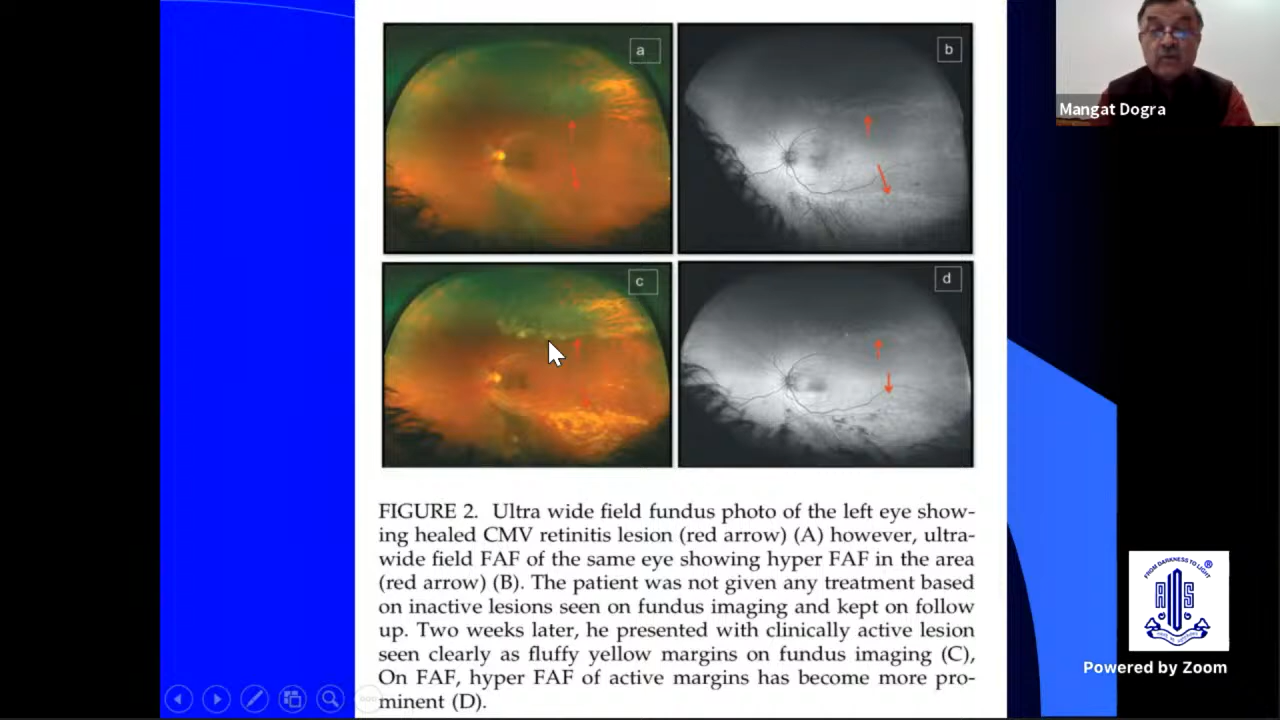 a
b
Mangat Dogra
c
d
FIGURE 2. Ultra wide field fundus photo of the left eye show-
ing healed CMV retinitis lesion (red arrow) (A) however, ultra-
wide field FAF of the same eye showing hyper FAF in the area
(red arrow) (B). The patient was not given any treatment based
on inactive lesions seen on fundus imaging and kept on follow
up. Two weeks later, he presented with clinically active lesion
seen clearly as fluffy yellow margins on fundus imaging (C),
On FAF, hyper FAF of active margins has become more pro-
minent (D).
FROM DARKNESS TO LIGHT
®
AIOS
Powered by Zoom